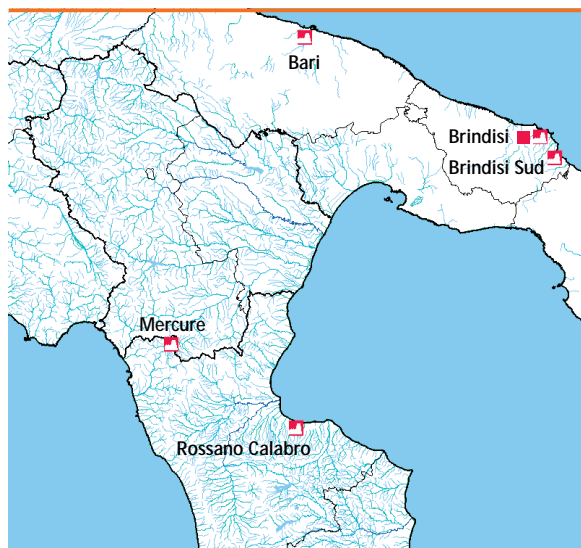 Bari
Brindisi
Brindisi Sud
Mercure
Rossano Calabro